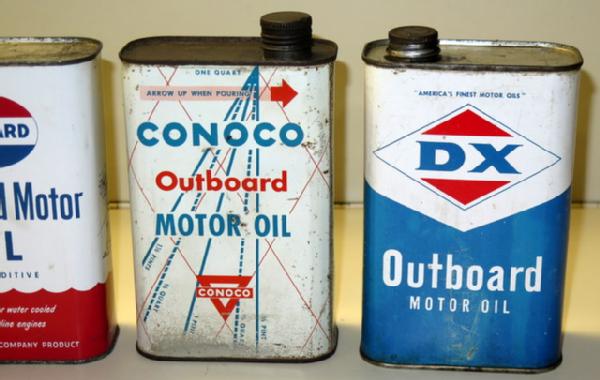 ARD
d Motor
L
DITIVE
r water cooled
line engines
COMPANY PRODUCT
ONE QUART
ARROW UP WHEN POURING
CONOCO
Outboard
MOTOR OIL
CONOCO
"AMERICA'S FINEST MOTOR OILS"
DX
Outboard
MOTOR OIL